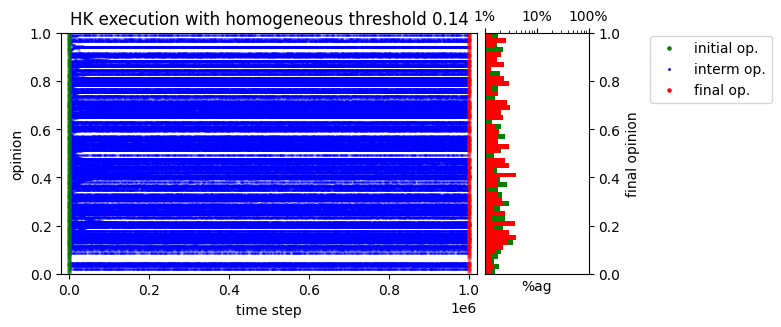 HK execution with homogeneous threshold 0.14
1% 10% 100%
1.0 1.0
0.8 0.8
0.6 0.6
0.4 0.4
0.2 0.2
0.0 0.0
opinion
final opinion
0.0 0.2 0.4 0.6 0.8 1.0
1e6
time step
%ag
initial op.
interm op.
final op.